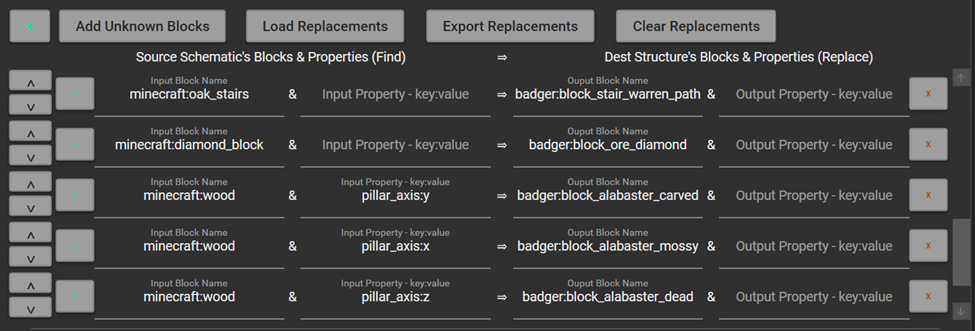 + Add Unknown Blocks Load Replacements Export Replacements Clear Replacements
Source Schematic's Blocks & Properties (Find) ⇒ Dest Structure's Blocks & Properties (Replace)
^ Input Block Name Ouput Block Name
+ minecraft:oak_stairs & Input Property - key:value ⇒ badger:block_stair_warren_path & Output Property - key:value x
v
^ Input Block Name Ouput Block Name
+ minecraft:diamond_block & Input Property - key:value ⇒ badger:block_ore_diamond & Output Property - key:value x
v
^ Input Block Name Input Property - key:value Ouput Block Name
+ minecraft:wood & pillar_axis:y ⇒ badger:block_alabaster_carved & Output Property - key:value x
v
^ Input Block Name Input Property - key:value Ouput Block Name
+ minecraft:wood & pillar_axis:x ⇒ badger:block_alabaster_mossy & Output Property - key:value x
v
^ Input Block Name Input Property - key:value Ouput Block Name
+ minecraft:wood & pillar_axis:z ⇒ badger:block_alabaster_dead & Output Property - key:value x
v